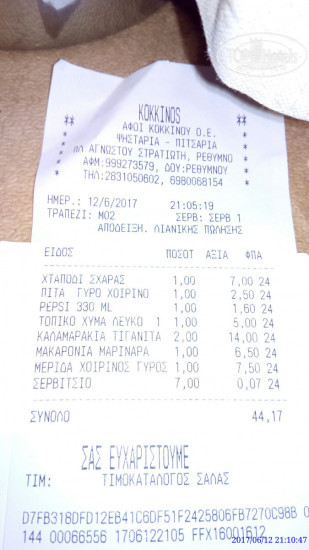 KOKKINOS
** ΑΦΟΙ ΚΟΚΚΙΝΟΥ Ο.Ε. **
* ΨΗΣΤΑΡΙΑ - ΠΙΤΣΑΡΙΑ *
* ΠΛ ΑΓΝΩΣΤΟΥ ΣΤΡΑΤΙΩΤΗ, ΡΕΘΥΜΝΟ *
* ΑΦΜ:999273579, ΔΟΥ:ΡΕΘΥΜΝΟΥ *
** ΤΗΛ:2831050602, 6980068154 **
ΗΜΕΡ.: 12/6/2017 21:05:19
ΤΡΑΠΕΖΙ: Μ02 ΣΕΡΒ: ΣΕΡΒ 1
ΑΠΟΔΕΙΞΗ. ΛΙΑΝΙΚΗΣ ΠΩΛΗΣΗΣ
ΕΙΔΟΣ ΠΟΣΟΤ ΑΞΙΑ ΦΠΑ
ΧΤΑΠΟΔΙ ΣΧΑΡΑΣ 1,00 7,00 24
ΠΙΤΑ ΓΥΡΟ ΧΟΙΡΙΝΟ 1,00 2,50 24
PEPSI 330 ML 1,00 1,60 24
ΤΟΠΙΚΟ ΧΥΜΑ ΛΕΥΚΟ 1 1,00 5,00 24
ΚΑΛΑΜΑΡΑΚΙΑ ΤΙΓΑΝΙΤΑ 2,00 14,00 24
ΜΑΚΑΡΟΝΙΑ ΜΑΡΙΝΑΡΑ 1,00 6,50 24
ΜΕΡΙΔΑ ΧΟΙΡΙΝΟΣ ΓΥΡΟΣ 1,00 7,50 24
ΣΕΡΒΙΤΣΙΟ 7,00 0,07 24
ΣΥΝΟΛΟ 44,17
ΣΑΣ ΕΥΧΑΡΙΣΤΟΥΜΕ
ΤΙΜ: ΤΙΜΟΚΑΤΑΛΟΓΟΣ ΣΑΛΑΣ
D7FB318DFD12EB41C6DF51F2425806FB7270C98B 0
144 00066556 1706122105 FFX16001612
2017/06/12 21:10:47